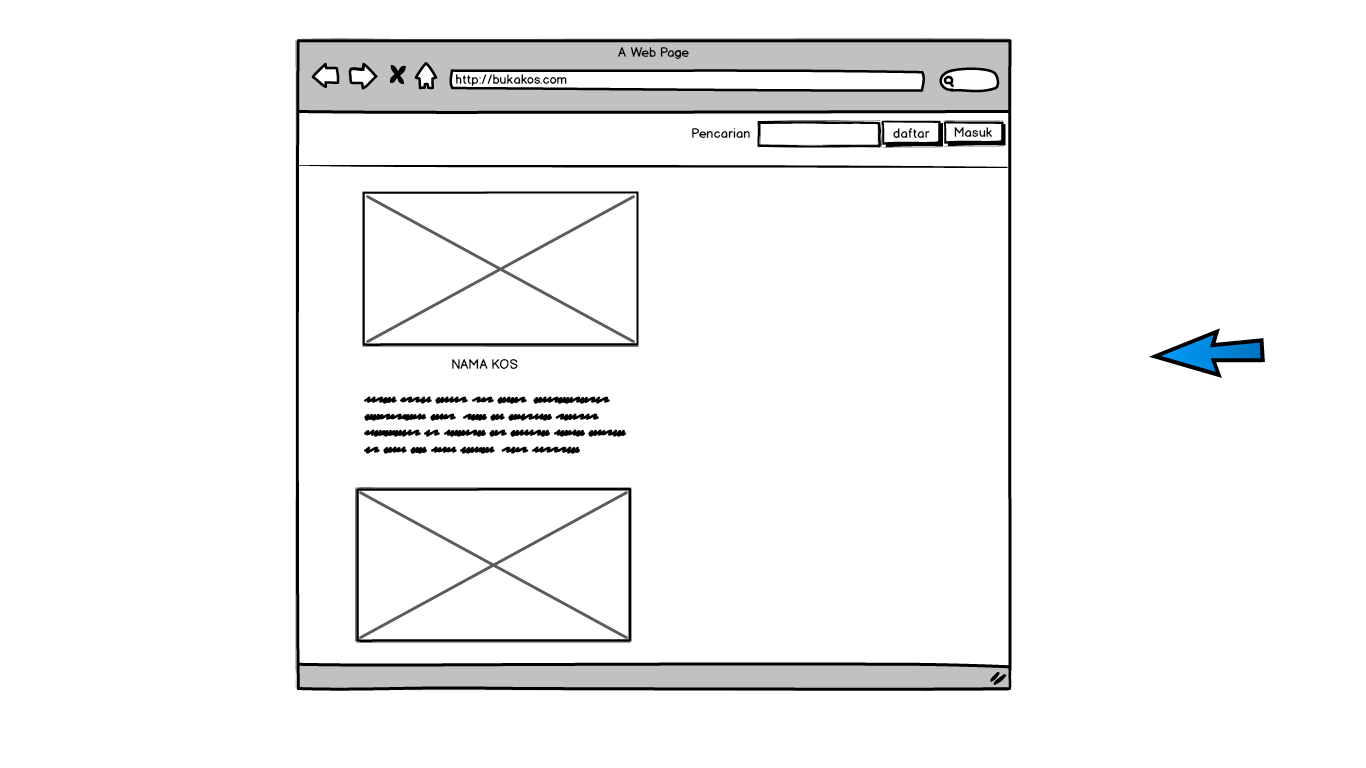 A Web Page
http://bukakos.com
Pencarian
daftar
Masuk
NAMA KOS